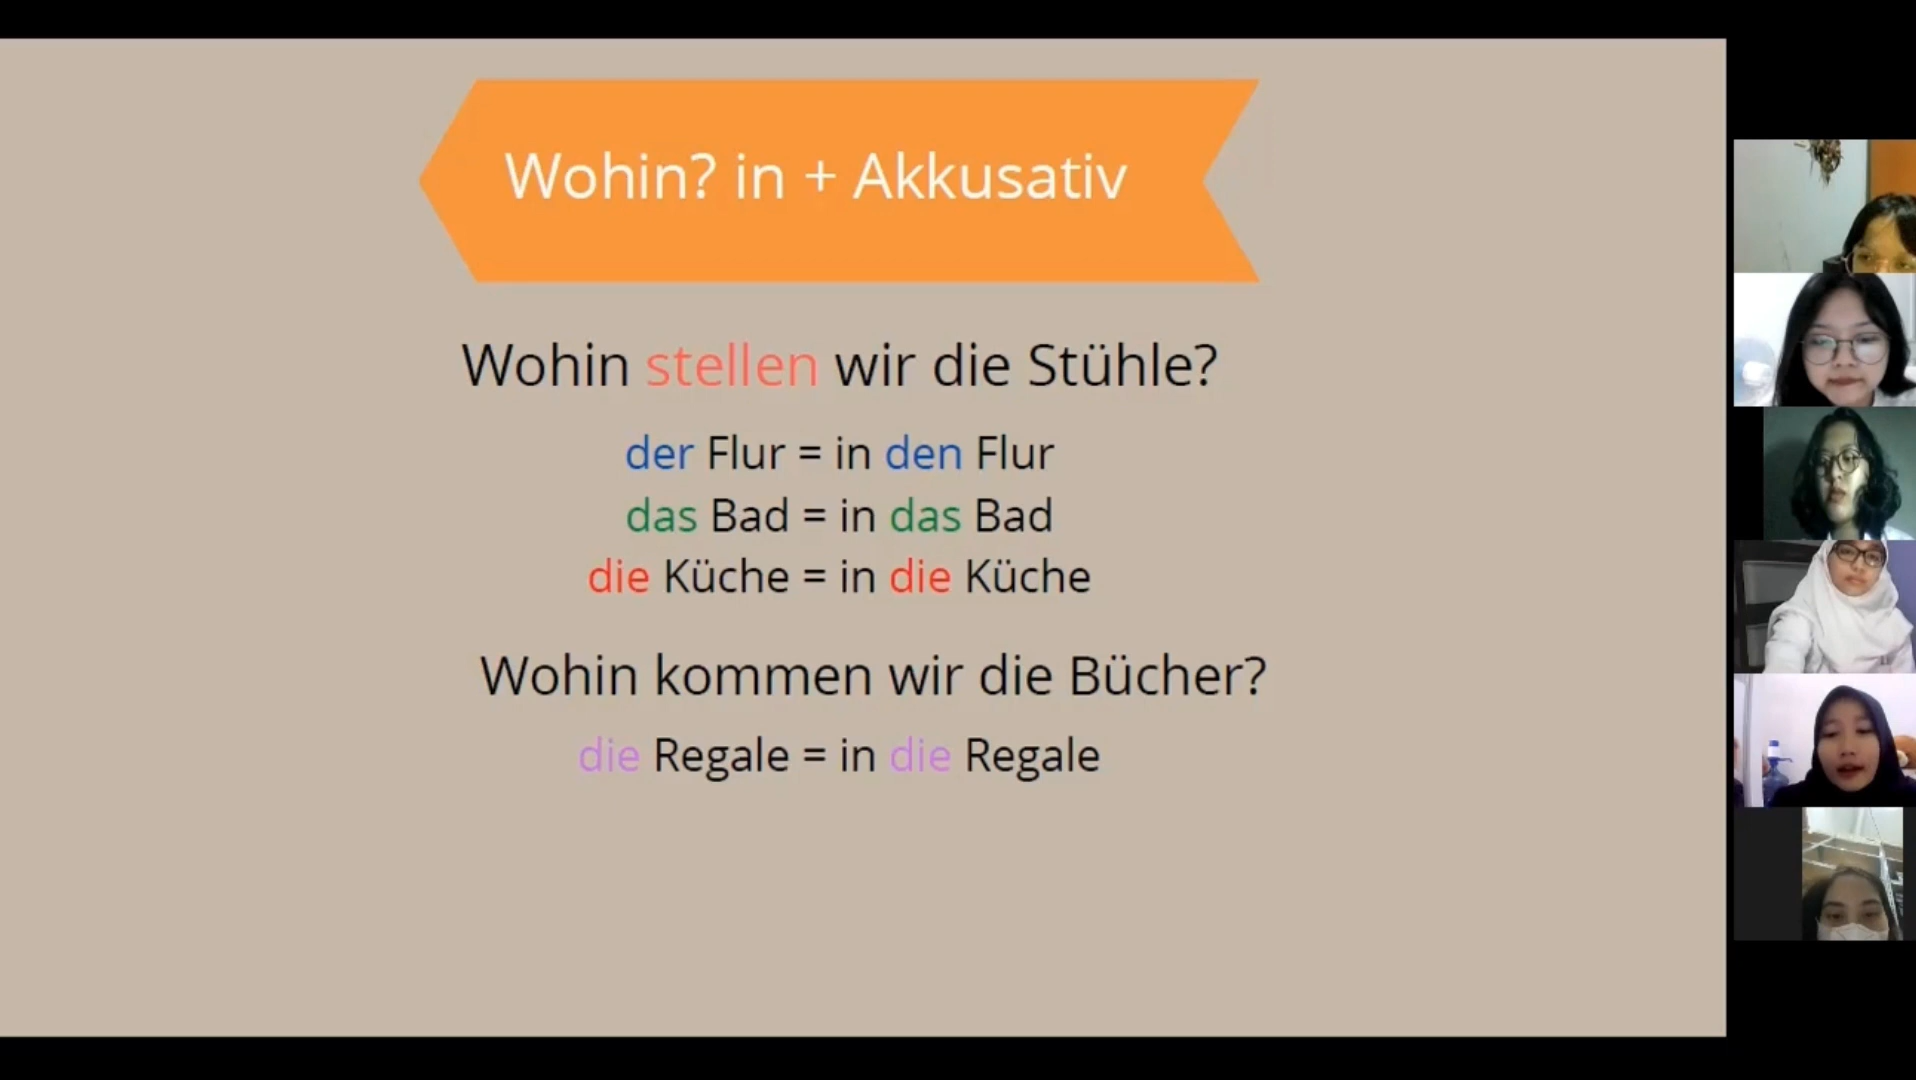 Wohin? in + Akkusativ
Wohin stellen wir die Stühle?
der Flur = in den Flur
das Bad = in das Bad
die Küche = in die Küche
Wohin kommen wir die Bücher?
die Regale = in die Regale